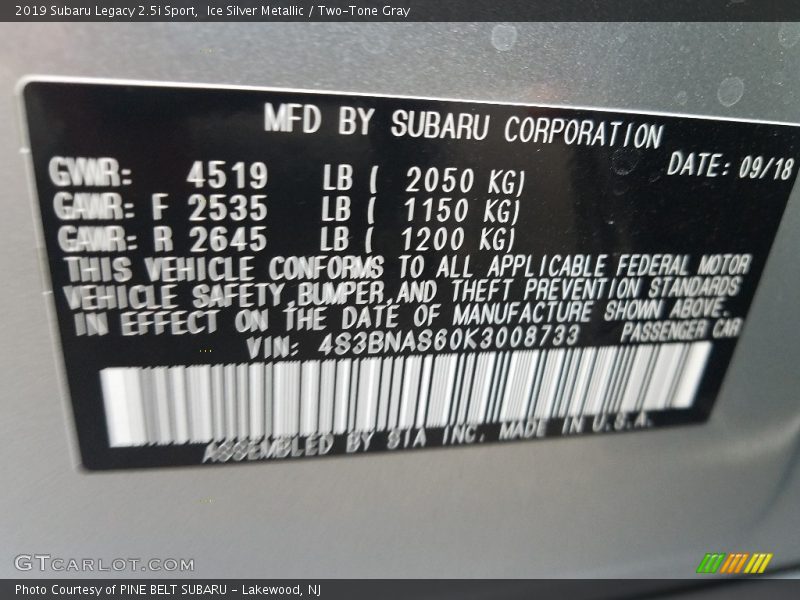 2019 Subaru Legacy 2.5i Sport,  Ice Silver Metallic / Two-Tone Gray
MFD BY SUBARU CORPORATION
DATE: 09/18
GVWR: 4519 LB ( 2050 KG)
GAWR: F 2535 LB ( 1150 KG)
GAWR: R 2645 LB ( 1200 KG)
THIS VEHICLE CONFORMS TO ALL APPLICABLE FEDERAL MOTOR
VEHICLE SAFETY,BUMPER,AND THEFT PREVENTION STANDARDS
IN EFFECT ON THE DATE OF MANUFACTURE SHOWN ABOVE.
VIN: 4S3BNAS60K3008733 PASSENGER CAR
ASSEMBLED BY SIA INC. MADE IN U.S.A.
GTCARLOT.COM
Photo Courtesy of PINE BELT SUBARU - Lakewood, NJ